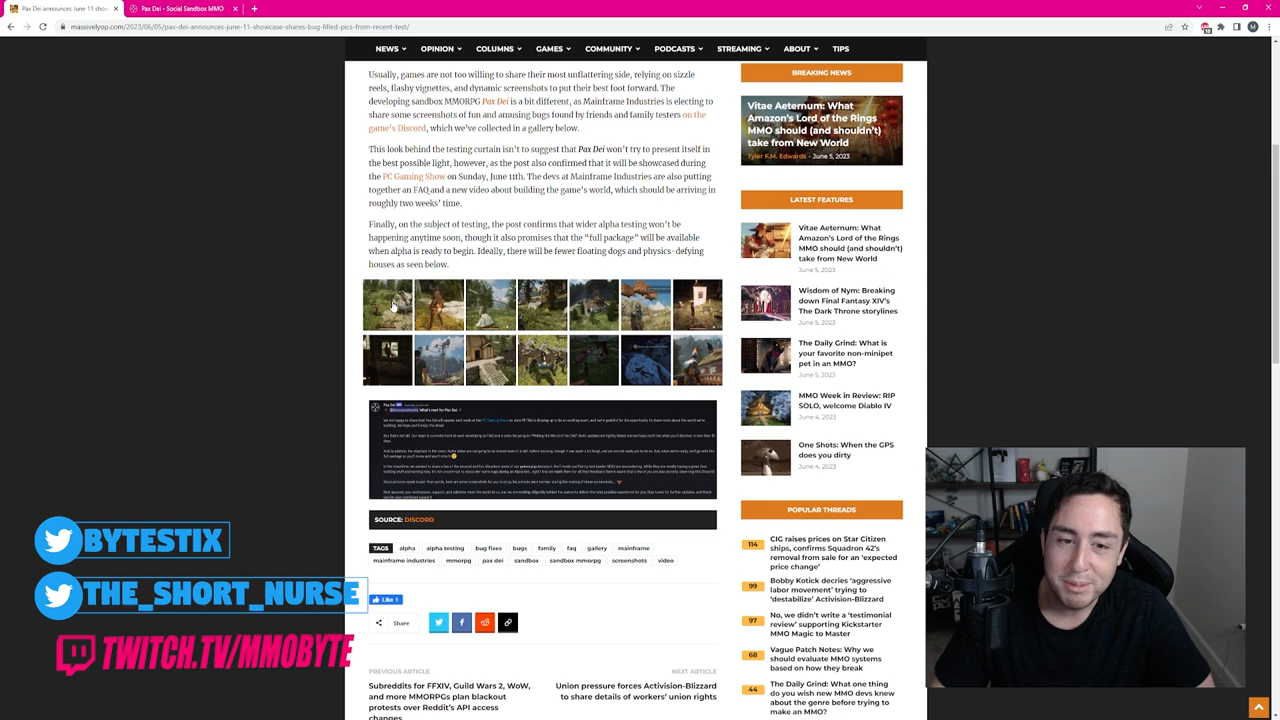 Pax Dei announces June 11 show
Pax Dei - Social Sandbox MMO
massivelyop.com/2023/06/05/pax-dei-announces-june-11-showcase-shares-bug-filled-pics-from-recent-test/
NEWS
OPINION
COLUMNS
GAMES
COMMUNITY
PODCASTS
STREAMING
ABOUT
TIPS
Usually, games are not too willing to share their most unflattering side, relying on sizzle
reels, flashy vignettes, and dynamic screenshots to put their best foot forward. The
developing sandbox MMORPG Pax Dei is a bit different, as Mainframe Industries is electing to
share some screenshots of fun and amusing bugs found by friends and family testers on the
game's Discord, which we've collected in a gallery below.
This look behind the testing curtain isn't to suggest that Pax Dei won't try to present itself in
the best possible light, however, as the post also confirmed that it will be showcased during
the PC Gaming Show on Sunday, June 11th. The devs at Mainframe Industries are also putting
together an FAQ and a new video about building the game's world, which should be arriving in
roughly two weeks' time.
Finally, on the subject of testing, the post confirms that wider alpha testing won't be
happening anytime soon, though it also promises that the "full package" will be available
when alpha is ready to begin. Ideally, there will be fewer floating dogs and physics-defying
houses as seen below.
SOURCE: DISCORD
TAGS alpha alpha testing bug fixes bugs family faq gallery mainframe
mainframe industries mmorpg pax dei sandbox sandbox mmorpg screenshots video
Like 1
Share
PREVIOUS ARTICLE
Subreddits for FFXIV, Guild Wars 2, WoW,
and more MMORPGs plan blackout
protests over Reddit's API access
changes
NEXT ARTICLE
Union pressure forces Activision-Blizzard
to share details of workers' union rights
BREAKING NEWS
Vitae Aeternum: What
Amazon's Lord of the Rings
MMO should (and shouldn't)
take from New World
Tyler F.M. Edwards - June 5, 2023
LATEST FEATURES
Vitae Aeternum: What
Amazon's Lord of the Rings
MMO should (and shouldn't)
take from New World
June 5, 2023
Wisdom of Nym: Breaking
down Final Fantasy XIV's
The Dark Throne storylines
June 5, 2023
The Daily Grind: What is
your favorite non-minipet
pet in an MMO?
June 5, 2023
MMO Week in Review: RIP
SOLO, welcome Diablo IV
June 4, 2023
One Shots: When the GPS
does you dirty
June 4, 2023
POPULAR THREADS
114 CIG raises prices on Star Citizen
ships, confirms Squadron 42's
removal from sale for an 'expected
price change'
99 Bobby Kotick decries 'aggressive
labor movement' trying to
'destabilize' Activision-Blizzard
97 No, we didn't write a 'testimonial
review' supporting Kickstarter
MMO Magic to Master
68 Vague Patch Notes: Why we
should evaluate MMO systems
based on how they break
44 The Daily Grind: What one thing
do you wish new MMO devs knew
about the genre before trying to
make an MMO?
BYTESTIX
THE_SHORT_NURSE
TWITCH.TV/MMOBYTE